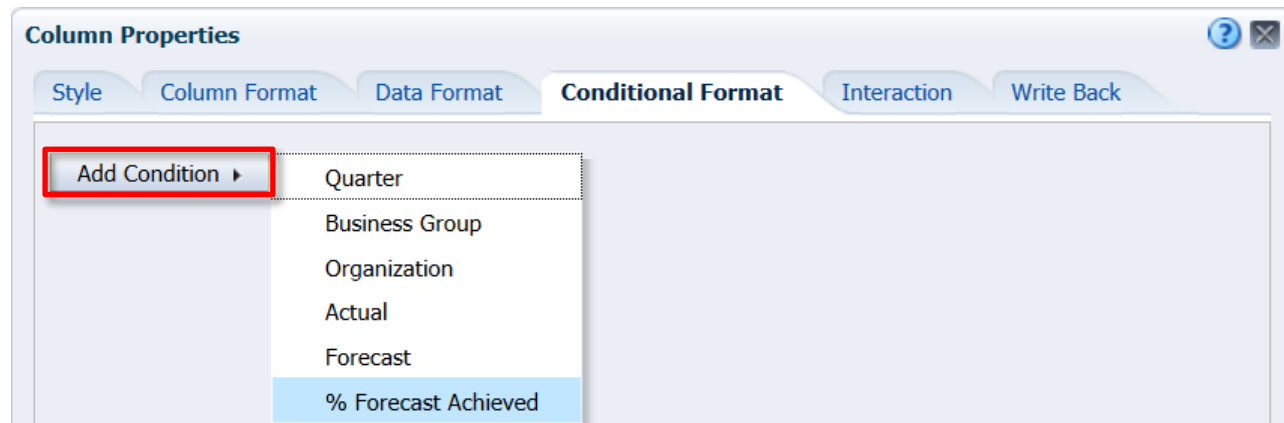 Column Properties
Style Column Format Data Format Conditional Format Interaction Write Back
Add Condition
Quarter
Business Group
Organization
Actual
Forecast
% Forecast Achieved